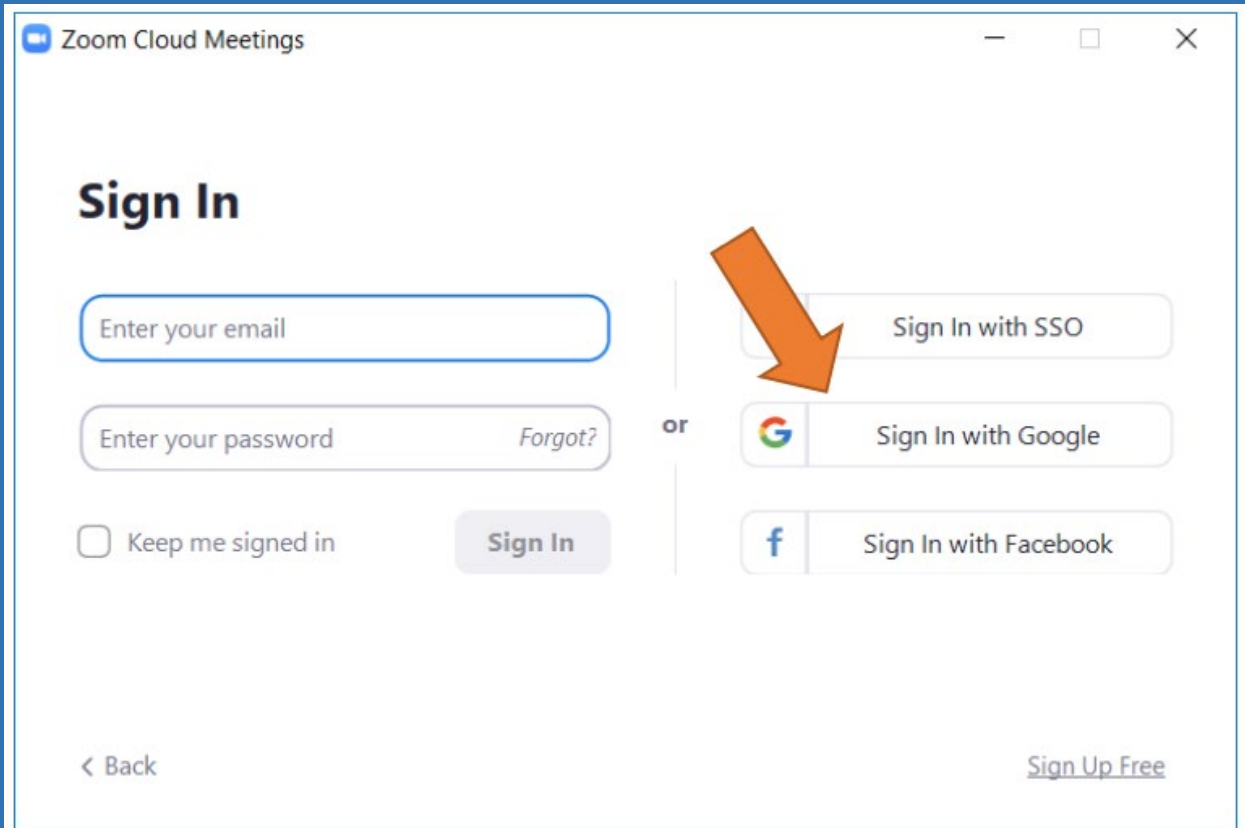 Zoom Cloud Meetings
Sign In
Enter your email
Enter your password Forgot?
Keep me signed in Sign In
or
Sign In with SSO
Sign In with Google
Sign In with Facebook
Back
Sign Up Free